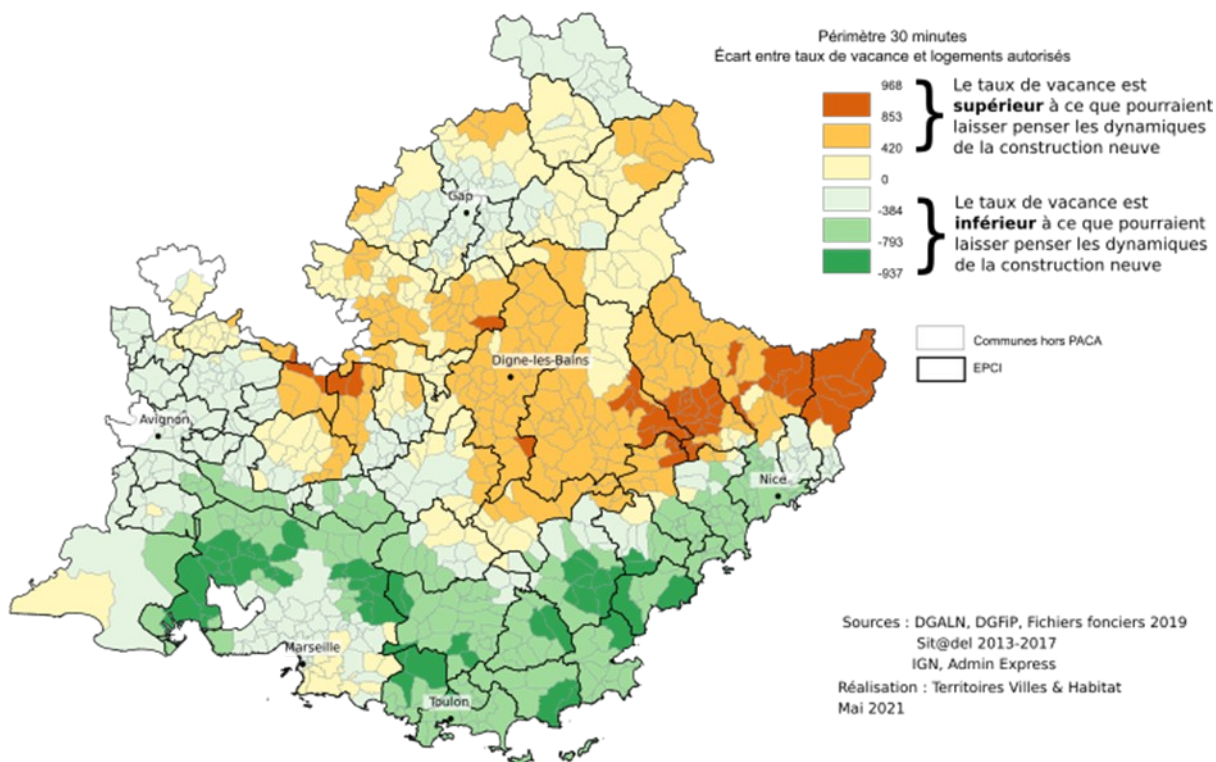 Périmètre 30 minutes
Écart entre taux de vacance et logements autorisés
968
853
420
0
-384
-793
-937
Le taux de vacance est
supérieur à ce que pourraient
laisser penser les dynamiques
de la construction neuve
Le taux de vacance est
inférieur à ce que pourraient
laisser penser les dynamiques
de la construction neuve
Communes hors PACA
EPCI
Gap
Digne-les-Bains
Avignon
Nice
Marseille
Toulon
Sources : DGALN, DGFiP, Fichiers fonciers 2019
Sit@del 2013-2017
IGN, Admin Express
Réalisation : Territoires Villes & Habitat
Mai 2021